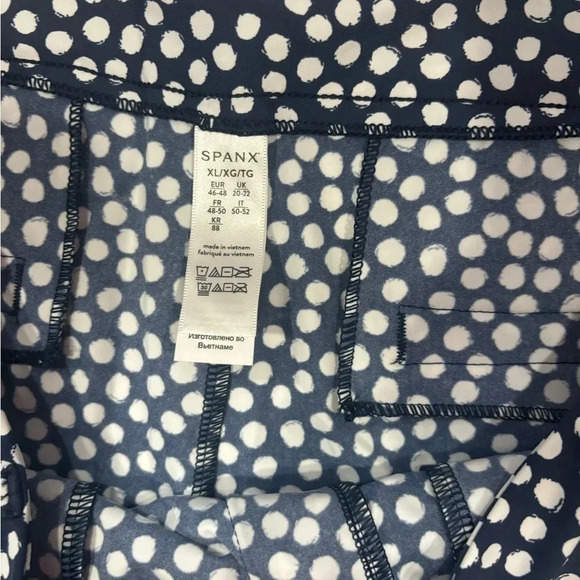 SPANX
XL/XG/TG
EUR UK
46-48 20-22
FR IT
48-50 50-52
KR
88
made in vietnam
fabriqué au vietnam
30
Изготовлено во
Вьетнаме